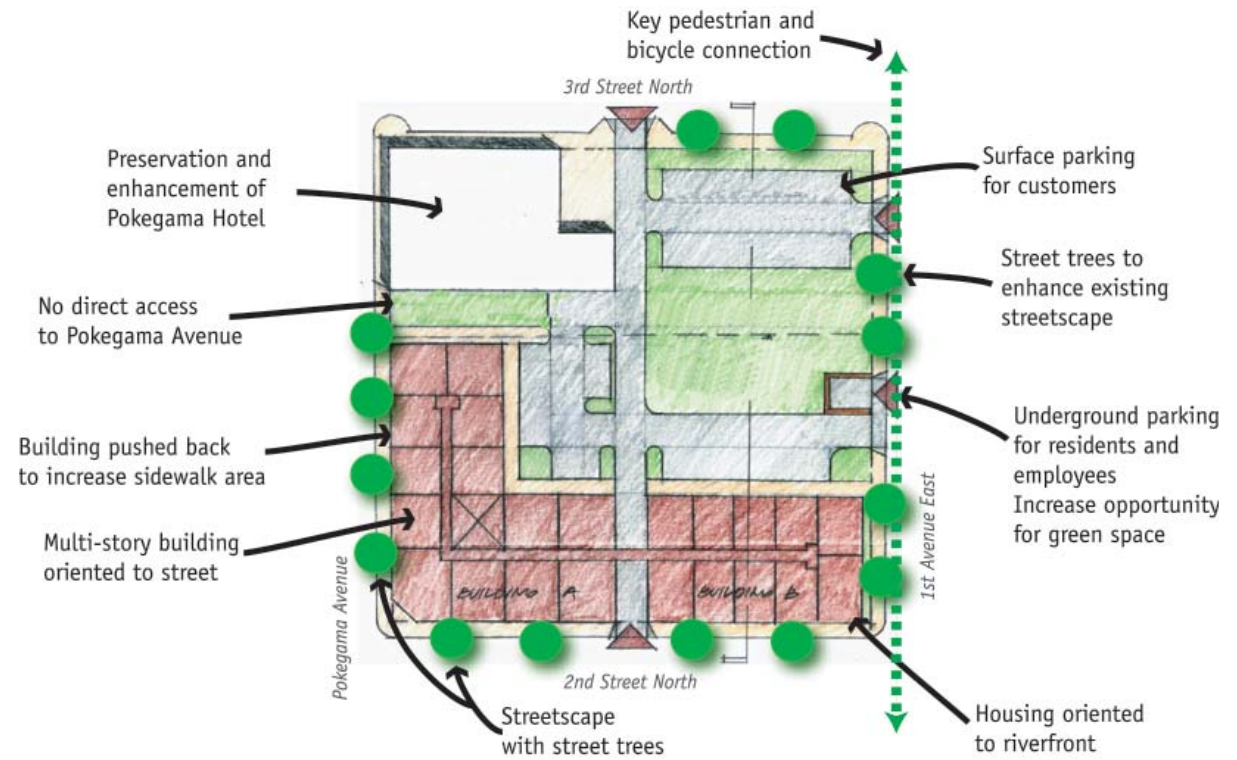 Key pedestrian and
bicycle connection
3rd Street North
Preservation and
enhancement of
Pokegama Hotel
Surface parking
for customers
No direct access
to Pokegama Avenue
Street trees to
enhance existing
streetscape
Building pushed back
to increase sidewalk area
Underground parking
for residents and
employees
Increase opportunity
for green space
Multi-story building
oriented to street
Pokegama Avenue
1st Avenue East
BUILDING A
BUILDING B
2nd Street North
Streetscape
with street trees
Housing oriented
to riverfront